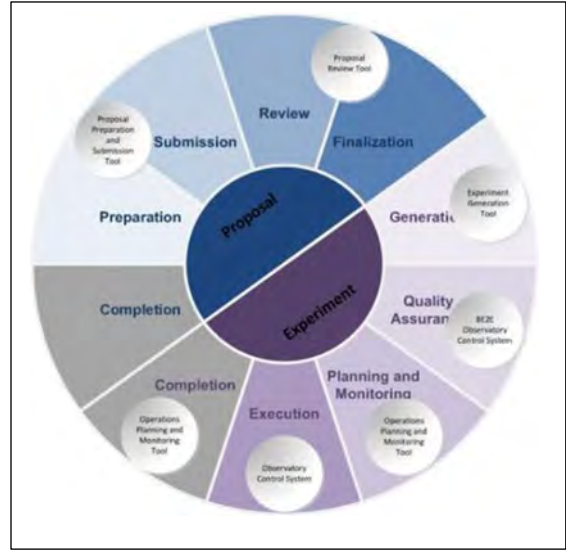 Proposal
Review Tool
Review
Finalization
Proposal
Preparation
and
Submission
Tool
Submission
Preparation
Proposal
Experiment
Generation
Tool
Generatio
Quality
Assuran
BEZE
Observatory
Control System
Experiment
Completion
Completion
Operations
Planning and
Monitoring
Tool
Execution
Observatory
Control System
Planning and
Monitoring
Operations
Planning and
Monitoring
Tool